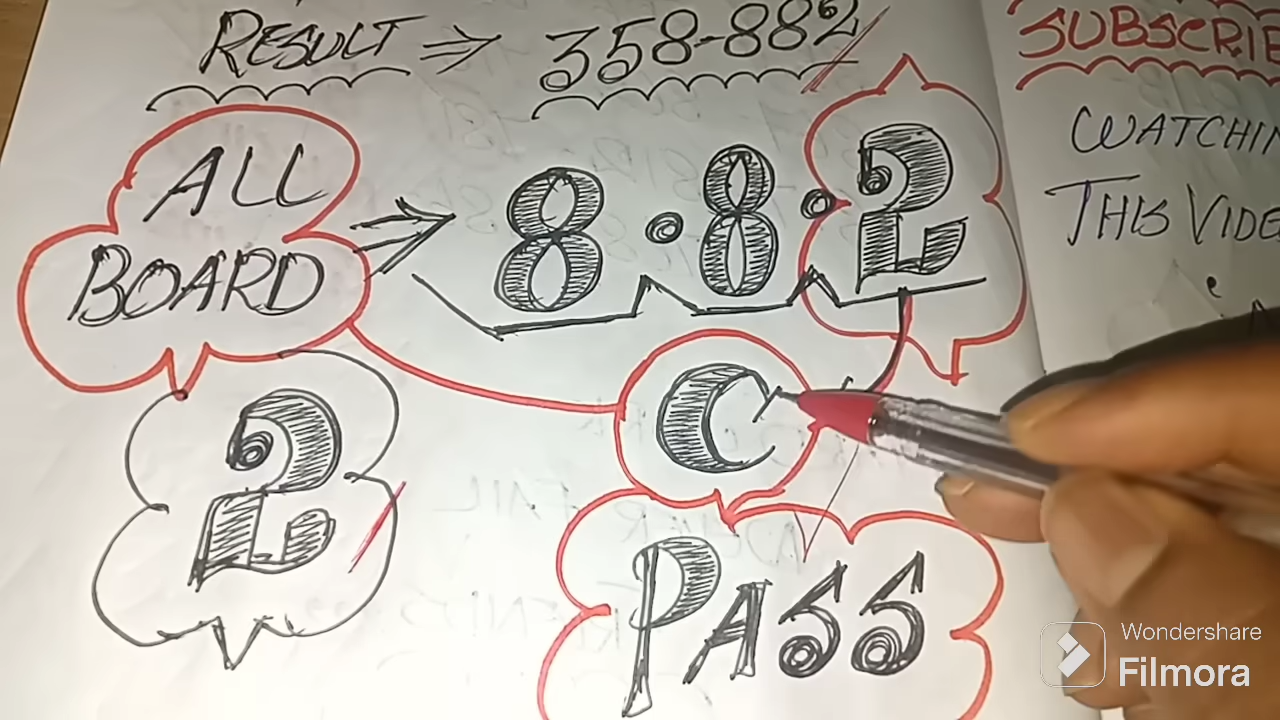 RESULT ⇒ 358-882
ALL
BOARD
8.8.2
2
C
PASS
SUBSCRIBE
WATCHIN
THIS VIDE
Wondershare
Filmora